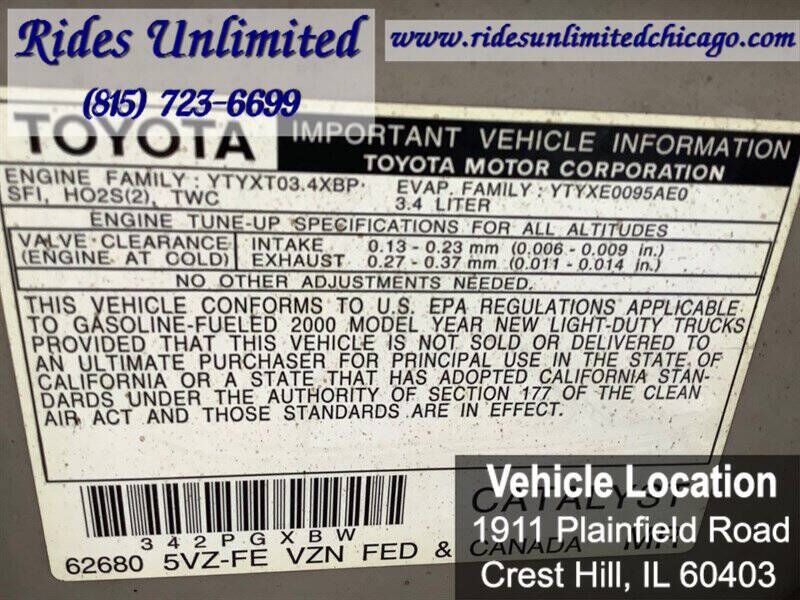 Rides Unlimited
(815) 723-6699
www.ridesunlimitedchicago.com
TOYOTA
IMPORTANT VEHICLE INFORMATION
TOYOTA MOTOR CORPORATION
ENGINE FAMILY : YTYXT03.4XBP
EVAP. FAMILY : YTYXE0095AE0
SFI, HO2S(2), TWC
3.4 LITER
ENGINE TUNE-UP SPECIFICATIONS FOR ALL ALTITUDES
VALVE CLEARANCE INTAKE 0.13 - 0.23 mm (0.006 - 0.009 in.)
(ENGINE AT COLD) EXHAUST 0.27 - 0.37 mm (0.011 - 0.014 in.)
NO OTHER ADJUSTMENTS NEEDED.
THIS VEHICLE CONFORMS TO U.S. EPA REGULATIONS APPLICABLE
TO GASOLINE-FUELED 2000 MODEL YEAR NEW LIGHT-DUTY TRUCKS
PROVIDED THAT THIS VEHICLE IS NOT SOLD OR DELIVERED TO
AN ULTIMATE PURCHASER FOR PRINCIPAL USE IN THE STATE OF
CALIFORNIA OR A STATE THAT HAS ADOPTED CALIFORNIA STAN-
DARDS UNDER THE AUTHORITY OF SECTION 177 OF THE CLEAN
AIR ACT AND THOSE STANDARDS ARE IN EFFECT.
342PGXBW
CATALYST
62680 5VZ-FE VZN FED & CANADA MH
Vehicle Location
1911 Plainfield Road
Crest Hill, IL 60403